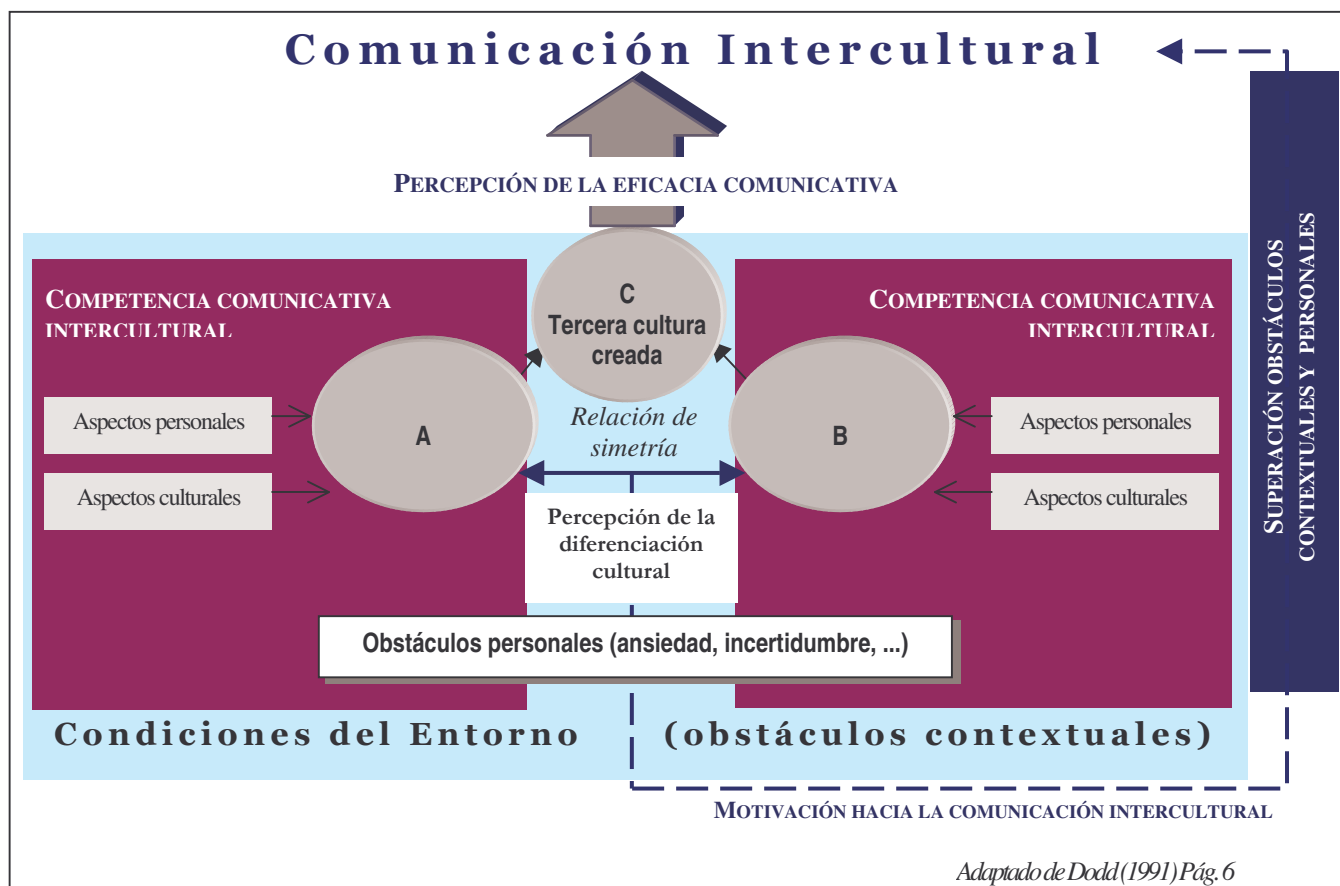 Comunicación Intercultural
PERCEPCIÓN DE LA EFICACIA COMUNICATIVA
COMPETENCIA COMUNICATIVA
INTERCULTURAL
C
Tercera cultura
creada
COMPETENCIA COMUNICATIVA
INTERCULTURAL
Aspectos personales
Aspectos culturales
A
Relación de
simetría
B
Aspectos personales
Aspectos culturales
Percepción de la
diferenciación
cultural
Obstáculos personales (ansiedad, incertidumbre, ...)
Condiciones del Entorno (obstáculos contextuales)
SUPERACIÓN OBSTÁCULOS
CONTEXTUALES Y PERSONALES
MOTIVACIÓN HACIA LA COMUNICACIÓN INTERCULTURAL
Adaptado de Dodd (1991) Pág. 6